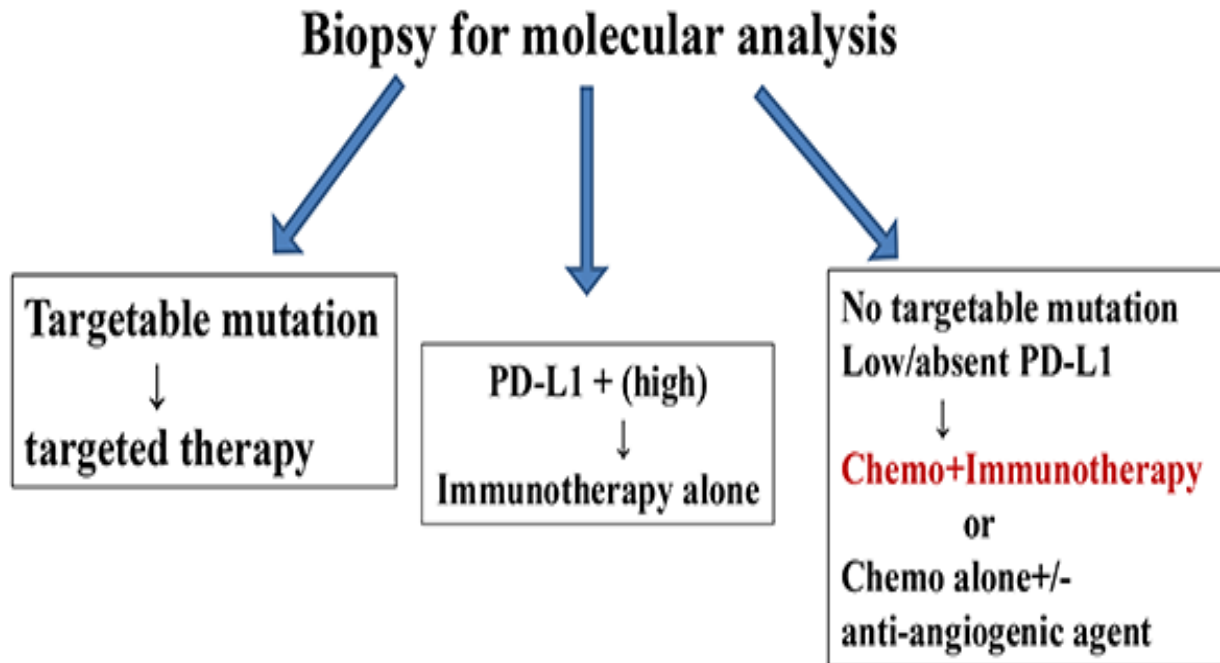 Biopsy for molecular analysis
Targetable mutation
↓
targeted therapy
PD-L1 + (high)
↓
Immunotherapy alone
No targetable mutation
Low/absent PD-L1
↓
Chemo+Immunotherapy
or
Chemo alone+/-
anti-angiogenic agent